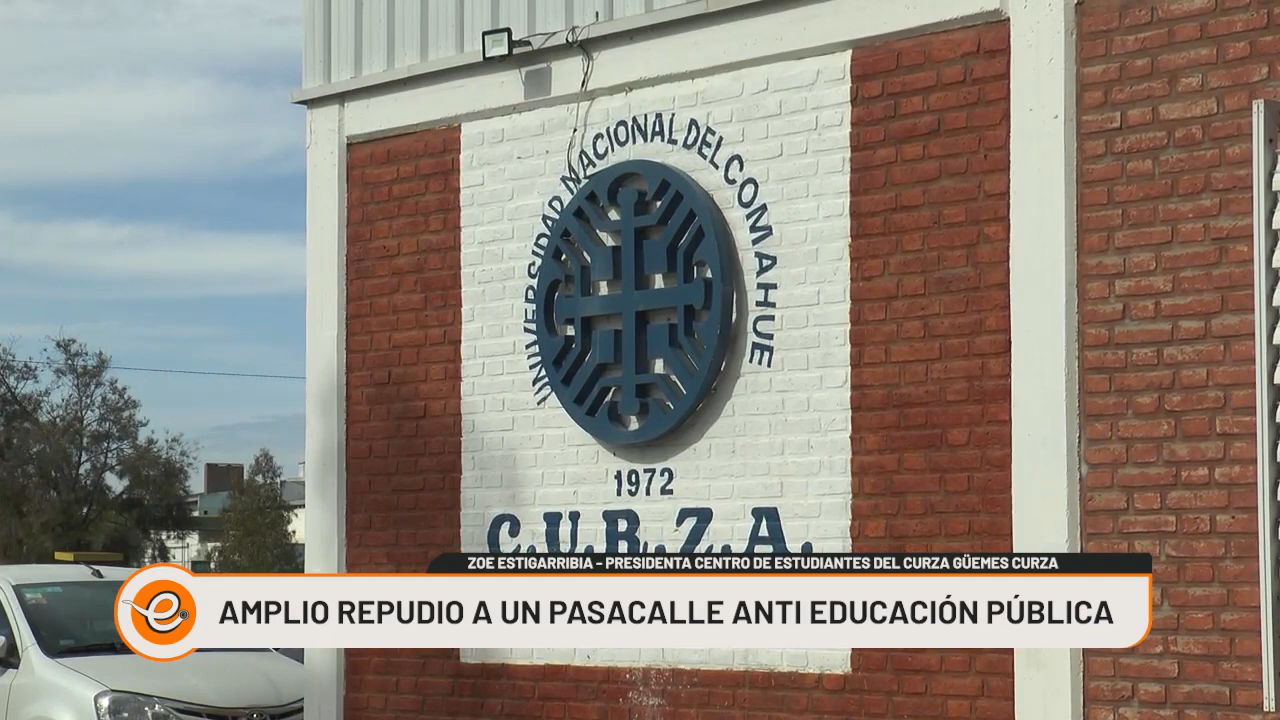 UNIVERSIDAD NACIONAL DEL COMAHUE
1972
C.U.R.Z.A.
ZOE ESTIGARRIBIA - PRESIDENTA CENTRO DE ESTUDIANTES DEL CURZA GÜEMES CURZA
AMPLIO REPUDIO A UN PASACALLE ANTI EDUCACIÓN PÚBLICA